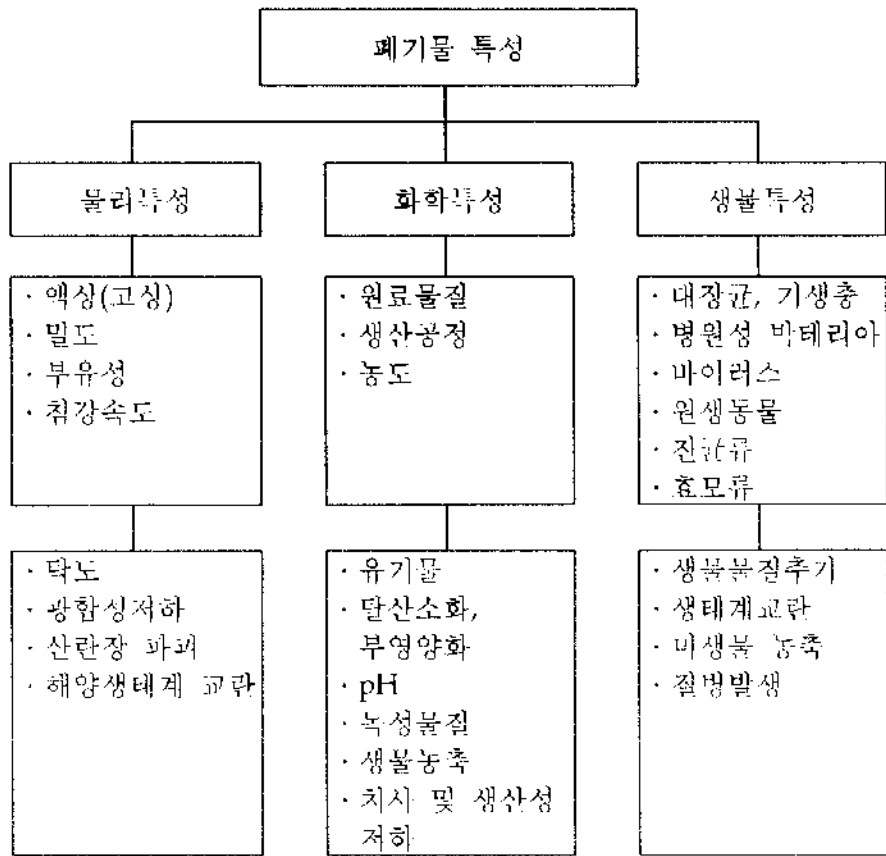 폐기물 특성
물리특성
화학특성
생물특성
· 액상(고상)
· 밀도
· 부유성
· 침강속도
· 원료물질
· 생산공정
· 농도
· 대장균, 기생충
· 병원성 박테리아
· 바이러스
· 원생동물
· 진균류
· 효모류
· 탁도
· 광합성저하
· 산란장 파괴
· 해양생태계 교란
· 유기물
· 탈산소화,
부영양화
· pH
· 독성물질
· 생물농축
· 치사 및 생산성
저하
· 생물물질추가
· 생태계교란
· 미생물 농축
· 질병발생